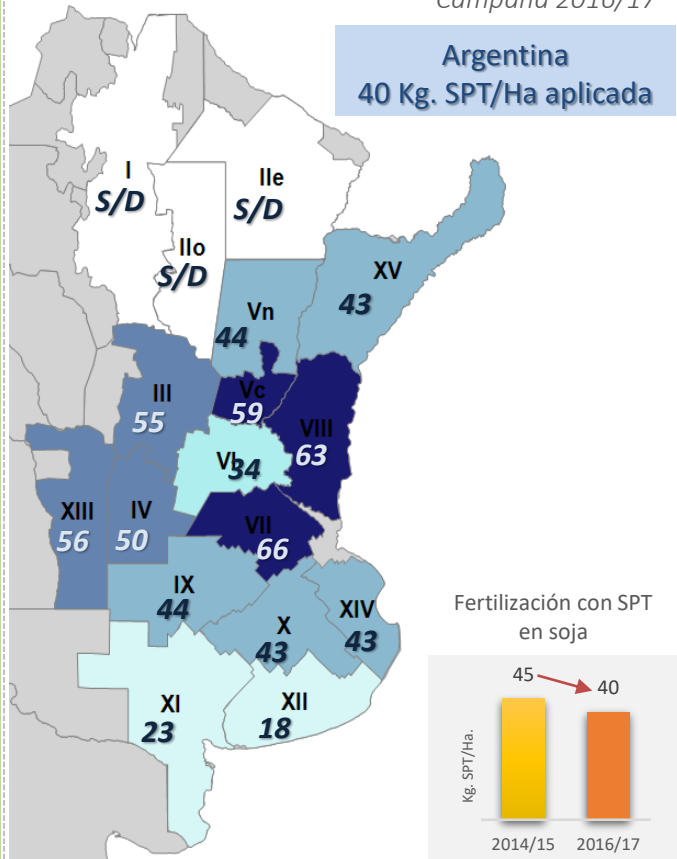 Campaña 2016/17
Argentina
40 Kg. SPT/Ha aplicada
I
S/D
IIe
S/D
IIo
S/D
XV
43
Vn
44
III
55
Vc
59
VIII
63
VI
34
XIII
56
IV
50
VII
66
IX
44
X
43
XIV
43
XI
23
XII
18
Fertilización con SPT
en soja
45
40
Kg. SPT/Ha.
2014/15
2016/17